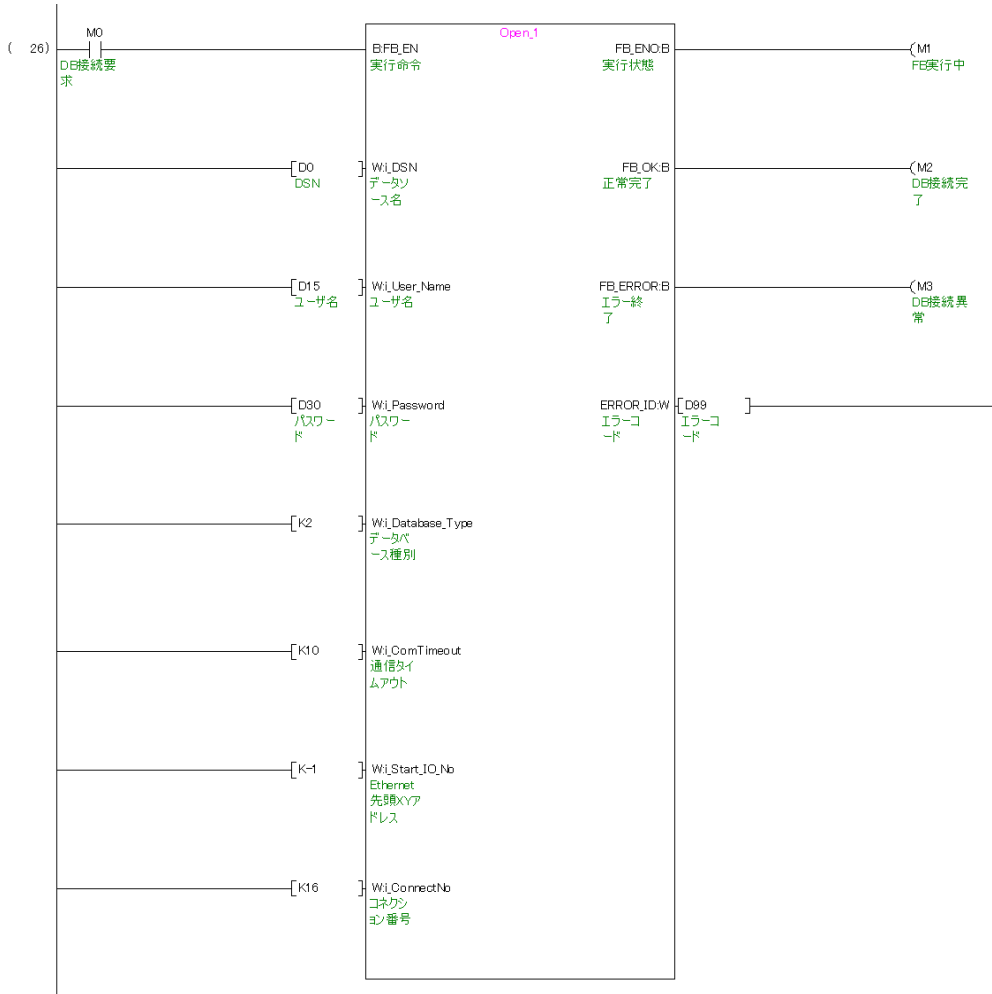 Open_1
M0
( 26)
B:FB_EN
FB_ENO:B
M1
DB接続要
求
実行命令
実行状態
FB実行中
D0
W:i_DSN
FB_OK:B
M2
DSN
データソ
ース名
正常完了
DB接続完
了
D15
W:i_User_Name
FB_ERROR:B
M3
ユーザ名
ユーザ名
エラー終
了
DB接続異
常
D30
W:i_Password
ERROR_ID:W
D99
パスワー
ド
パスワー
ド
エラーコ
ード
エラーコ
ード
K2
W:i_Database_Type
データベ
ース種別
K10
W:i_ComTimeout
通信タイ
ムアウト
K-1
W:i_Start_IO_No
Ethernet
先頭XYア
ドレス
K16
W:i_ConnectNo
コネクシ
ョン番号